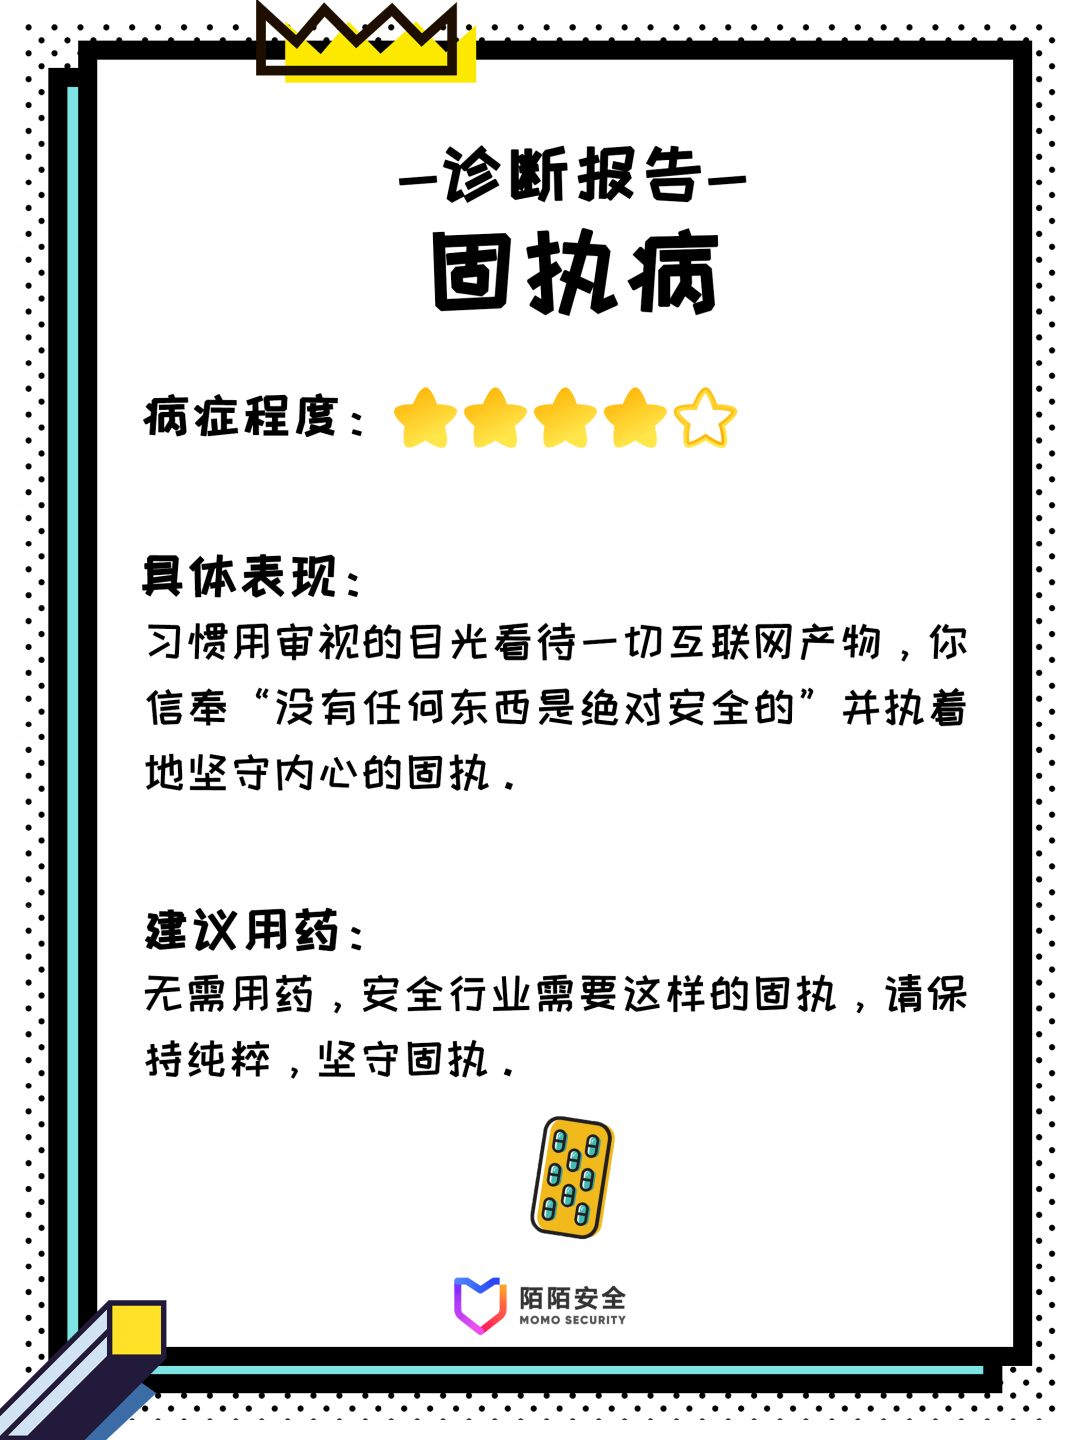 —诊断报告—
固执病
病症程度：
具体表现：
习惯用审视的目光看待一切互联网产物，你
信奉“没有任何东西是绝对安全的”并执着
地坚守内心的固执．
建议用药：
无需用药，安全行业需要这样的固执，请保
持纯粹，坚守固执．
陌陌安全
MOMO SECURITY